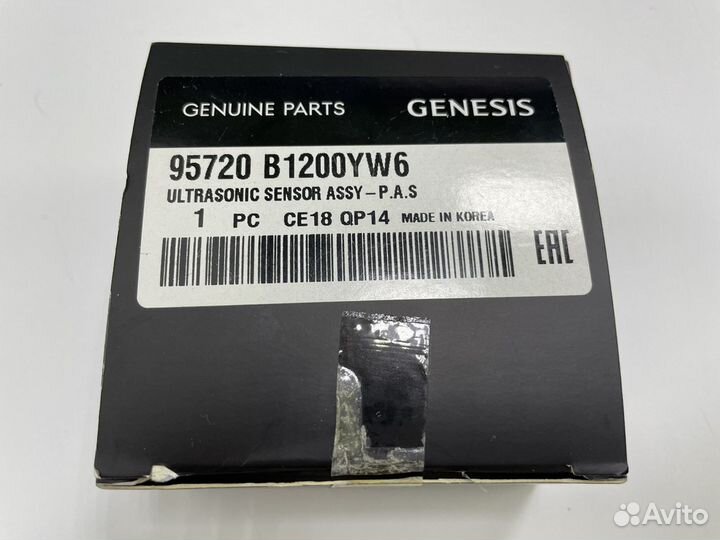 GENUINE PARTS GENESIS
95720 B1200YW6
ULTRASONIC SENSOR ASSY-P.A.S
1 PC CE18 QP14 MADE IN KOREA
EAC
Avito